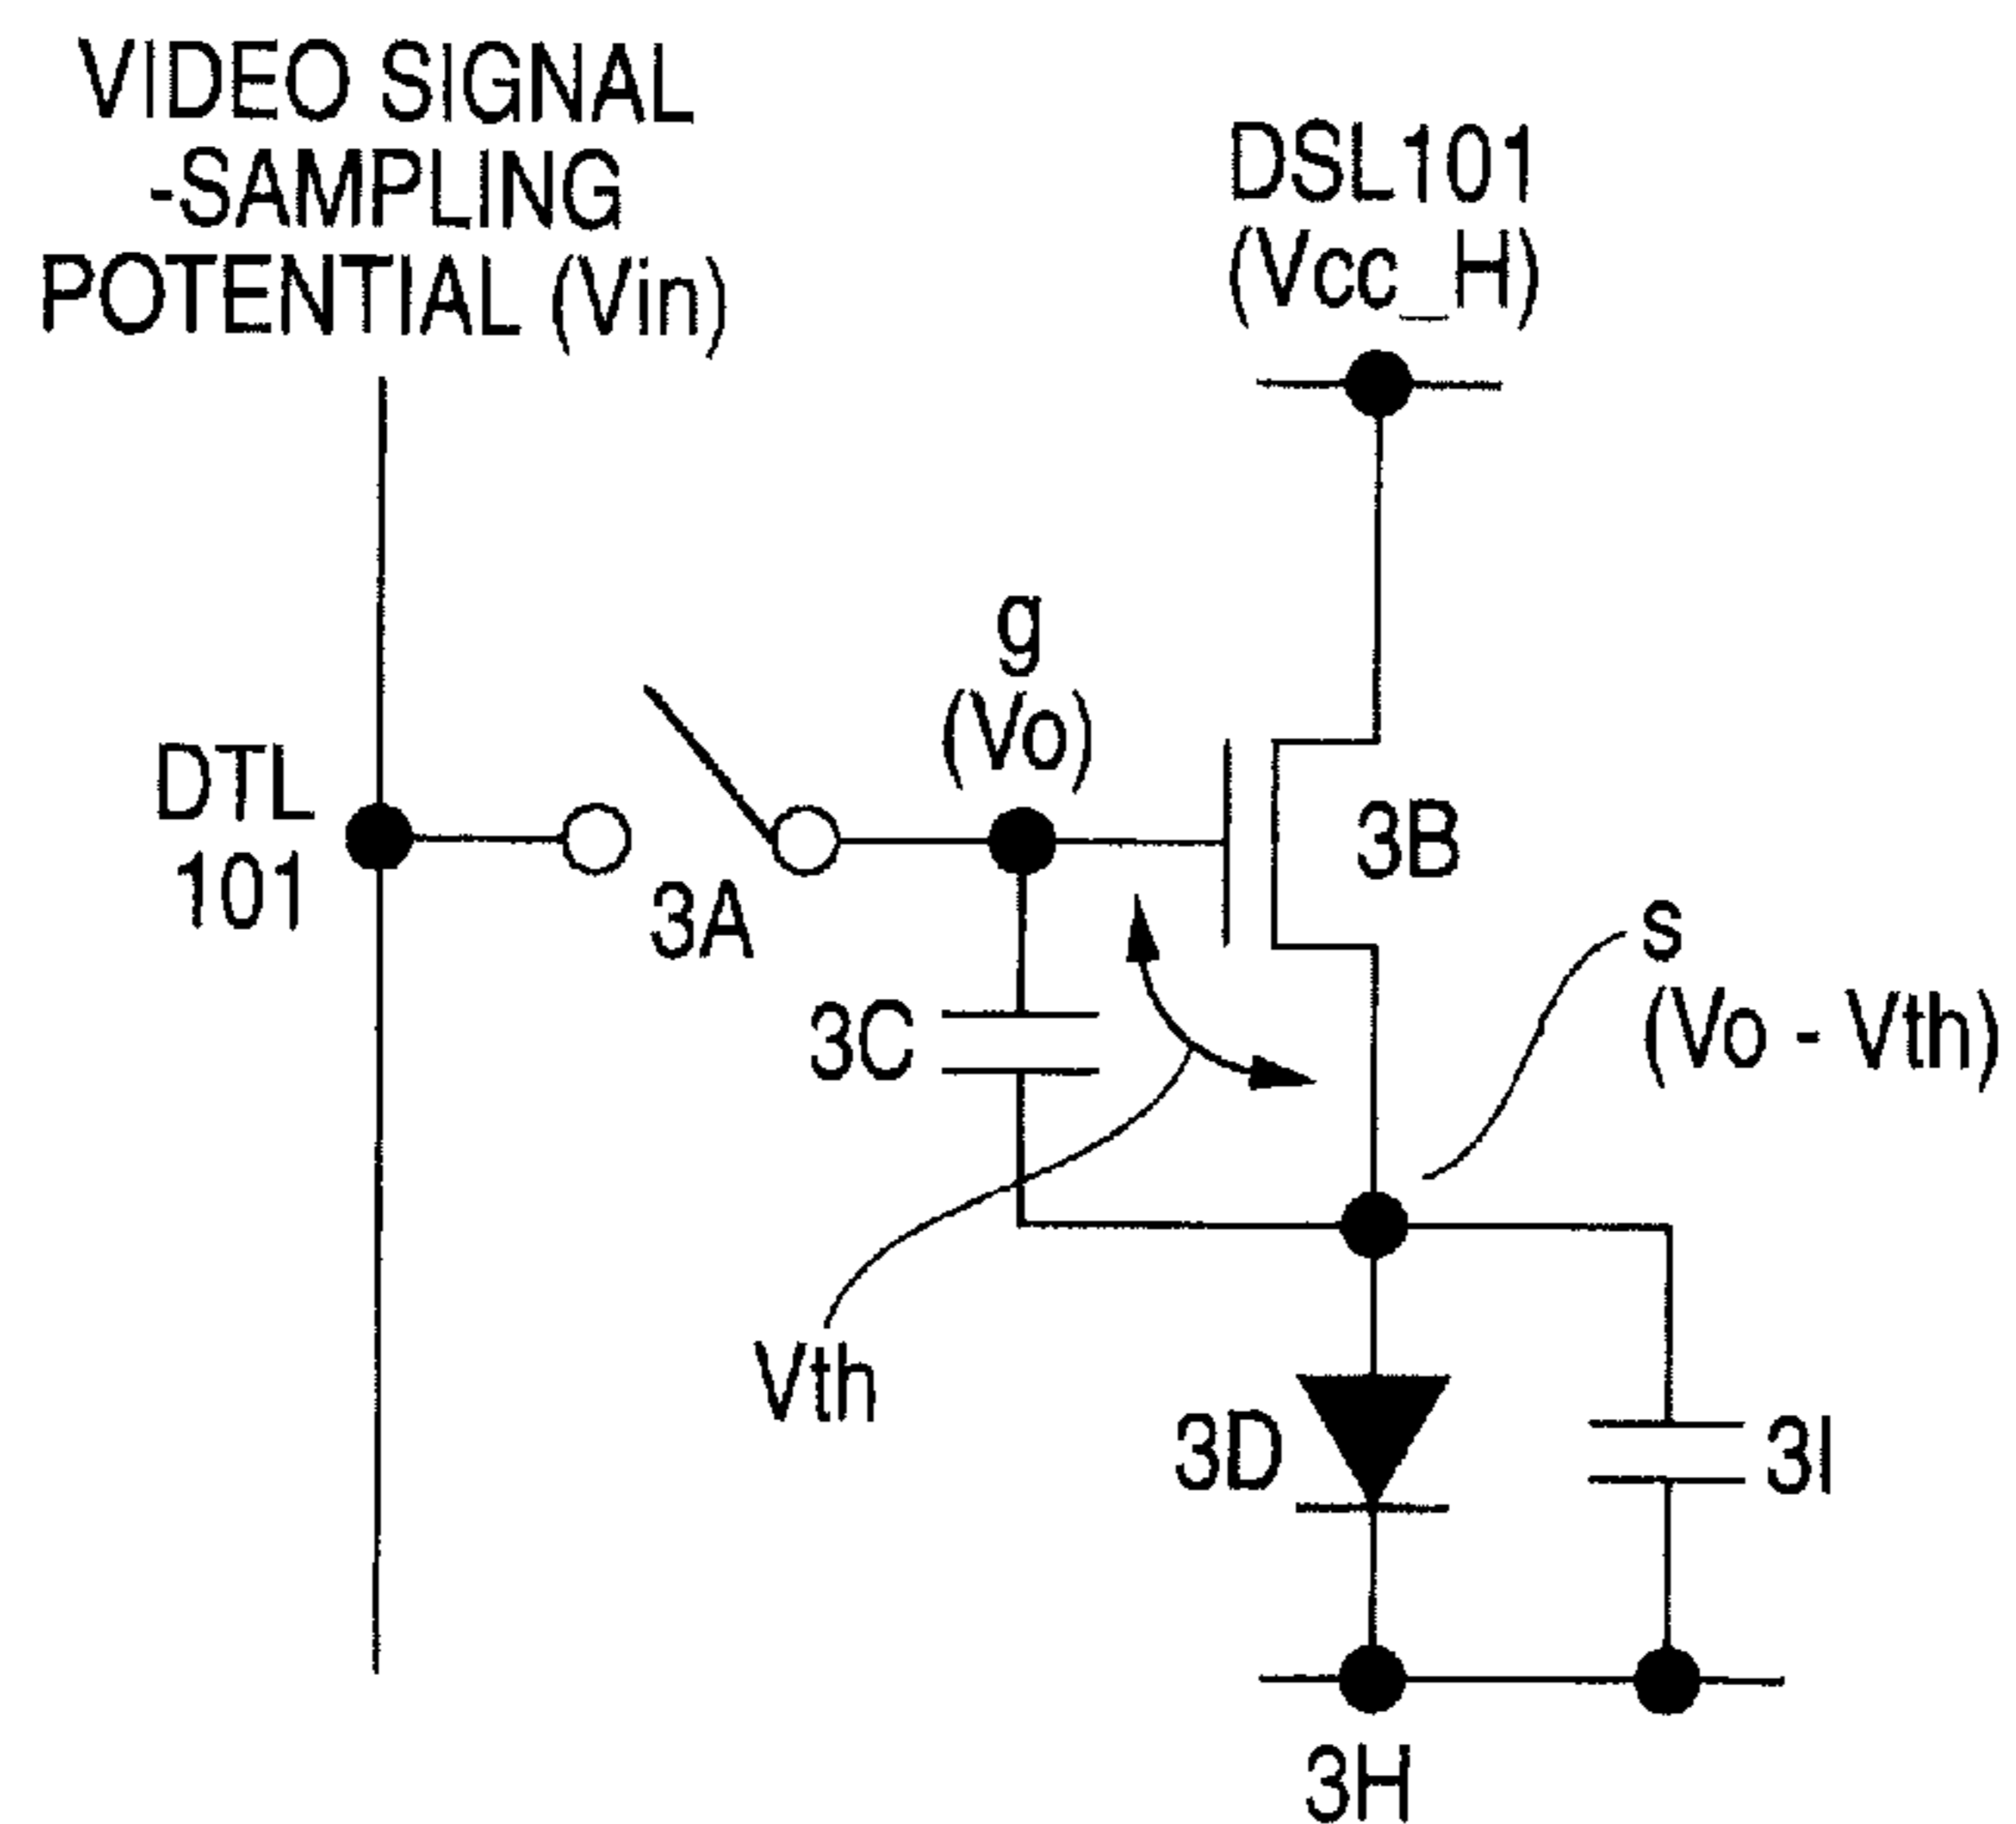 VIDEO SIGNAL
-SAMPLING
POTENTIAL (Vin)
DSL101
(Vcc_H)
g
(Vo)
DTL
101
3A
3B
s
(Vo - Vth)
3C
Vth
3D
3I
3H